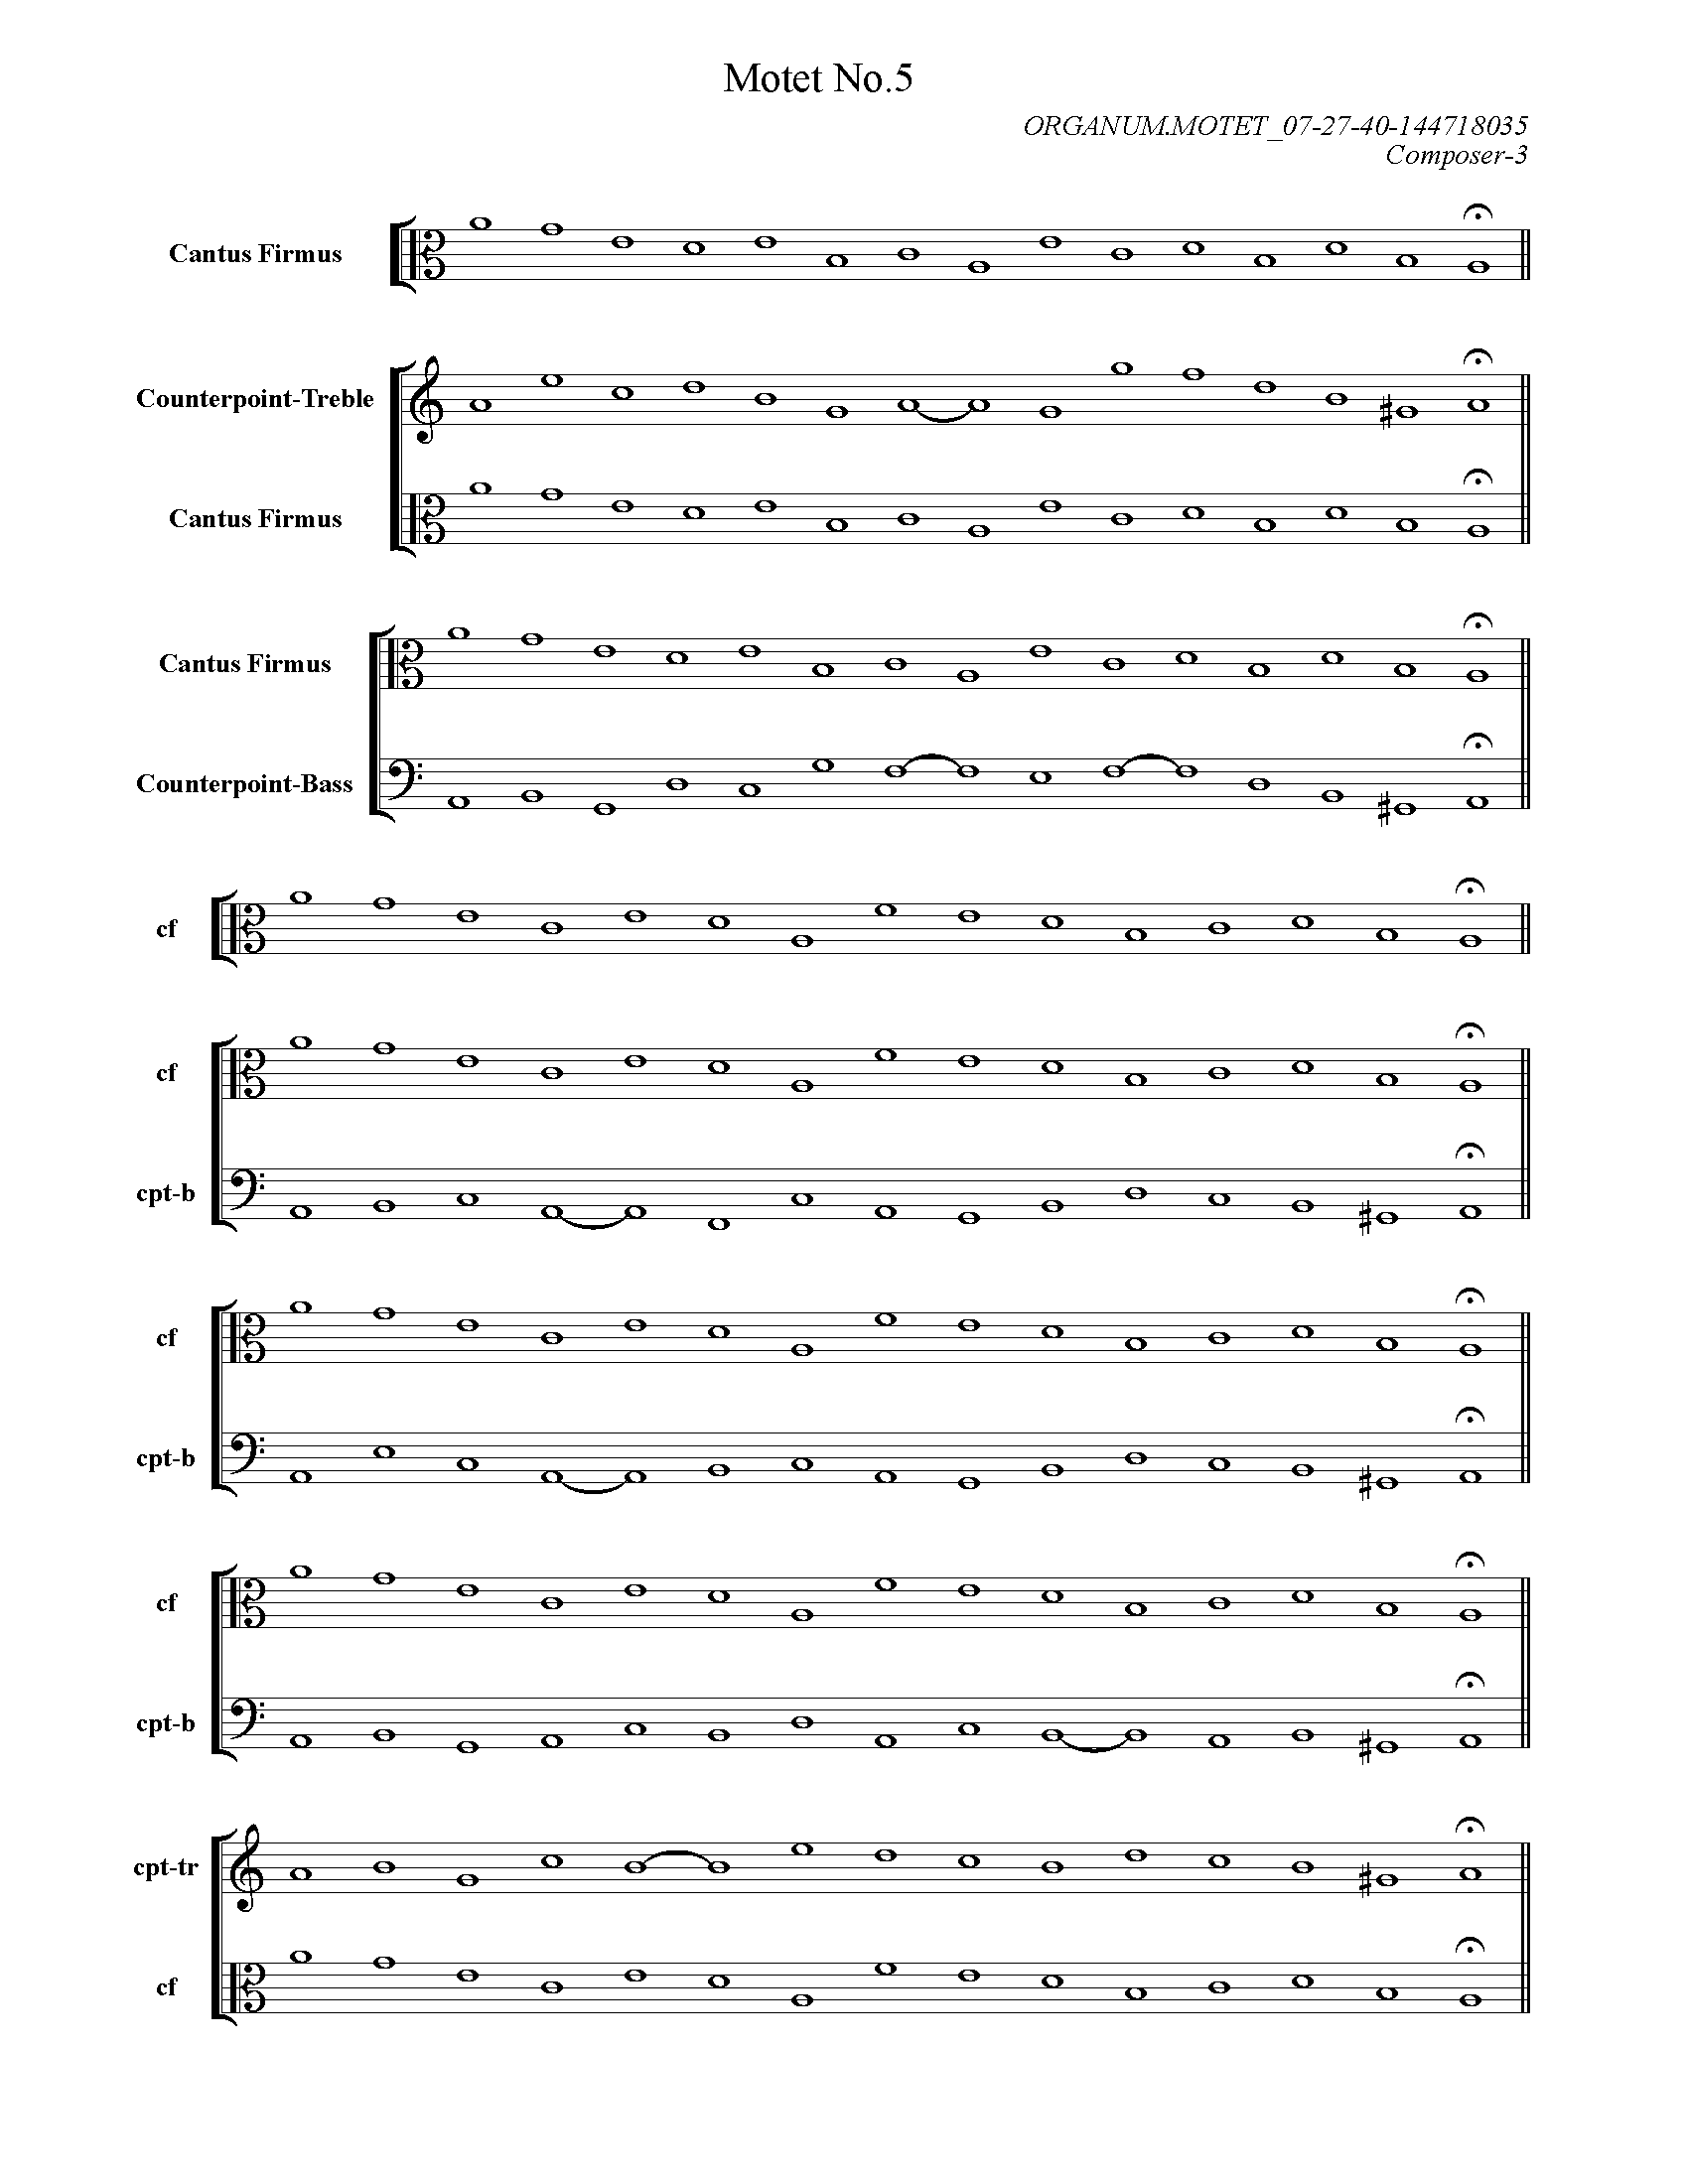 Motet No.5
ORGANUM.MOTET_07-27-40-144718035
Composer-3
Cantus Firmus
Counterpoint-Treble
Cantus Firmus
Cantus Firmus
Counterpoint-Bass
cf
cf
cpt-b
cf
cpt-b
cf
cpt-b
cpt-tr
cf